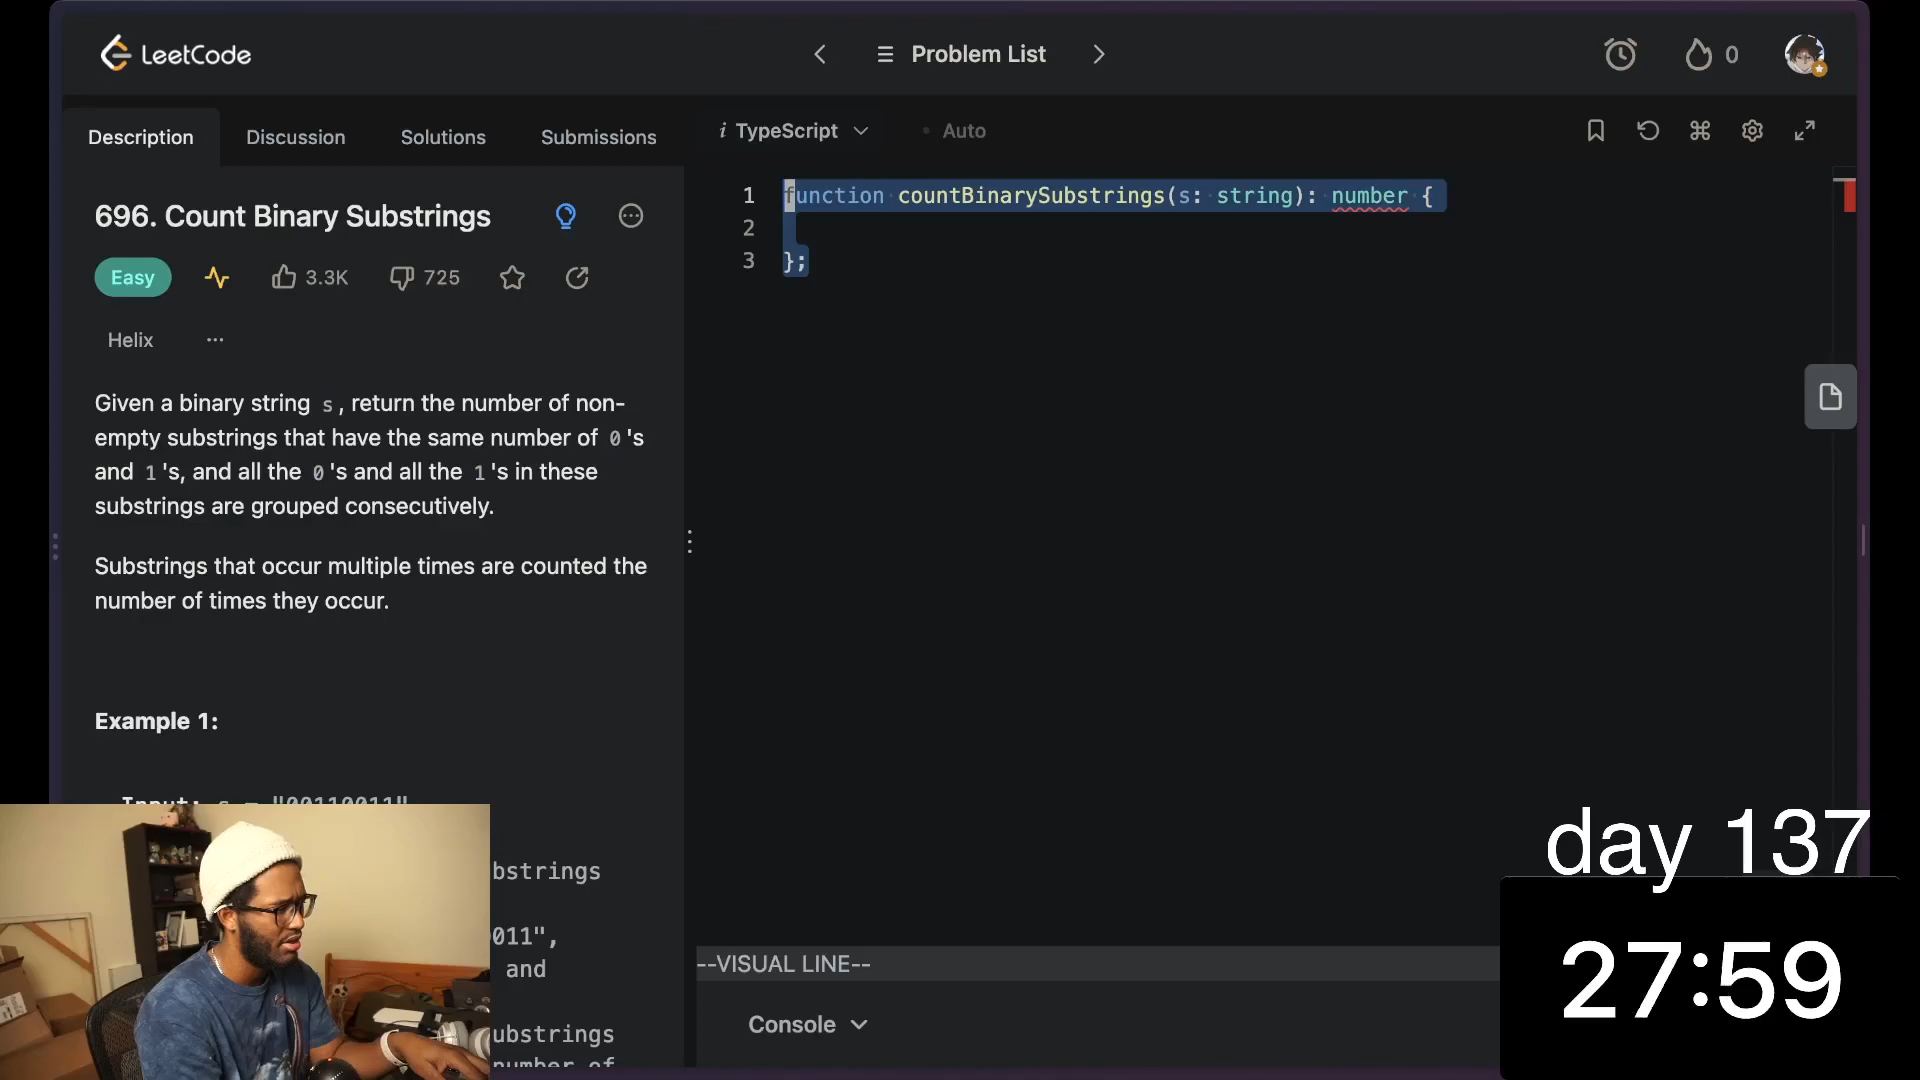 LeetCode
Problem List
0
Description
Discussion
Solutions
Submissions
i TypeScript
• Auto
696. Count Binary Substrings
Easy
3.3K
725
Helix
...
Given a binary string s, return the number of non-
empty substrings that have the same number of 0's
and 1's, and all the 0's and all the 1's in these
substrings are grouped consecutively.
Substrings that occur multiple times are counted the
number of times they occur.
Example 1:
Input: s = "00110011"
bstrings
011",
and
ubstrings
number of
1 function countBinarySubstrings(s: string): number {
2
3 };
--VISUAL LINE--
Console
day 137
27:59